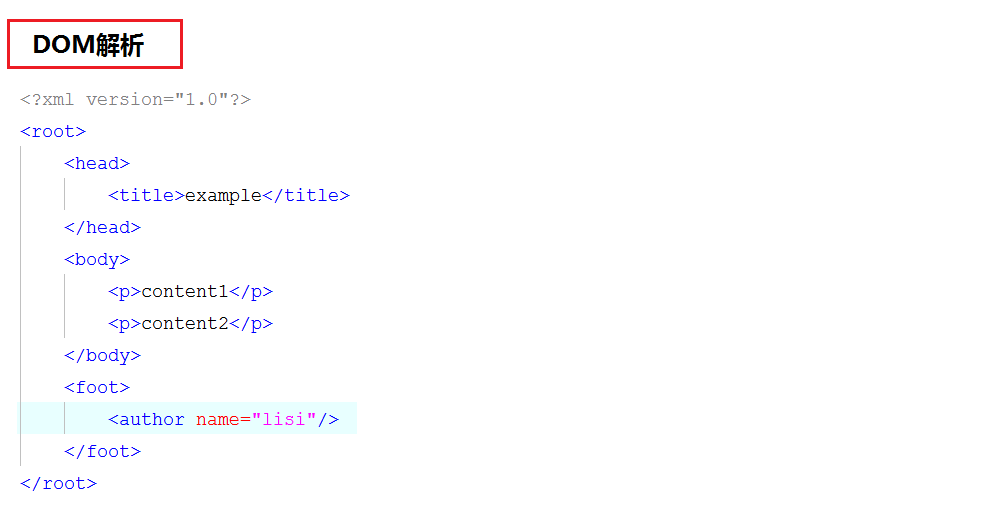 DOM解析
<?xml version="1.0"?>
<root>
<head>
<title>example</title>
</head>
<body>
<p>content1</p>
<p>content2</p>
</body>
<foot>
<author name="lisi"/>
</foot>
</root>